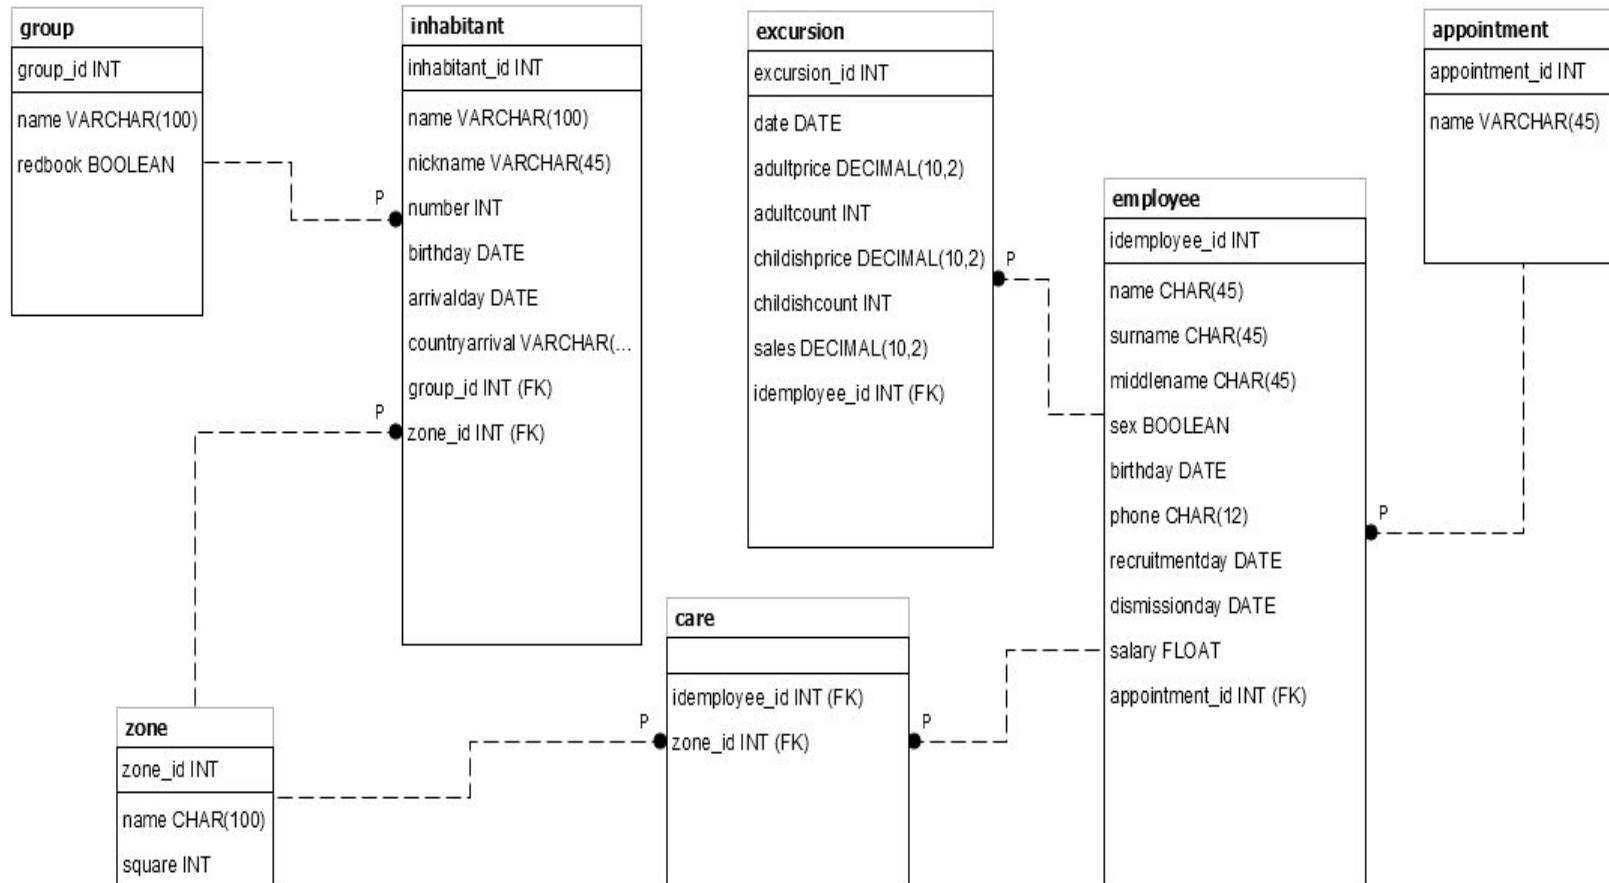 group
group_id INT
name VARCHAR(100)
redbook BOOLEAN
inhabitant
inhabitant_id INT
name VARCHAR(100)
nickname VARCHAR(45)
number INT
birthday DATE
arrivalday DATE
countryarrival VARCHAR(...
group_id INT (FK)
zone_id INT (FK)
P
P
excursion
excursion_id INT
date DATE
adultprice DECIMAL(10,2)
adultcount INT
childishprice DECIMAL(10,2)
childishcount INT
sales DECIMAL(10,2)
idemployee_id INT (FK)
P
employee
idemployee_id INT
name CHAR(45)
surname CHAR(45)
middlename CHAR(45)
sex BOOLEAN
birthday DATE
phone CHAR(12)
recruitmentday DATE
dismissionday DATE
salary FLOAT
appointment_id INT (FK)
P
appointment
appointment_id INT
name VARCHAR(45)
zone
zone_id INT
name CHAR(100)
square INT
care
idemployee_id INT (FK)
zone_id INT (FK)
P
P